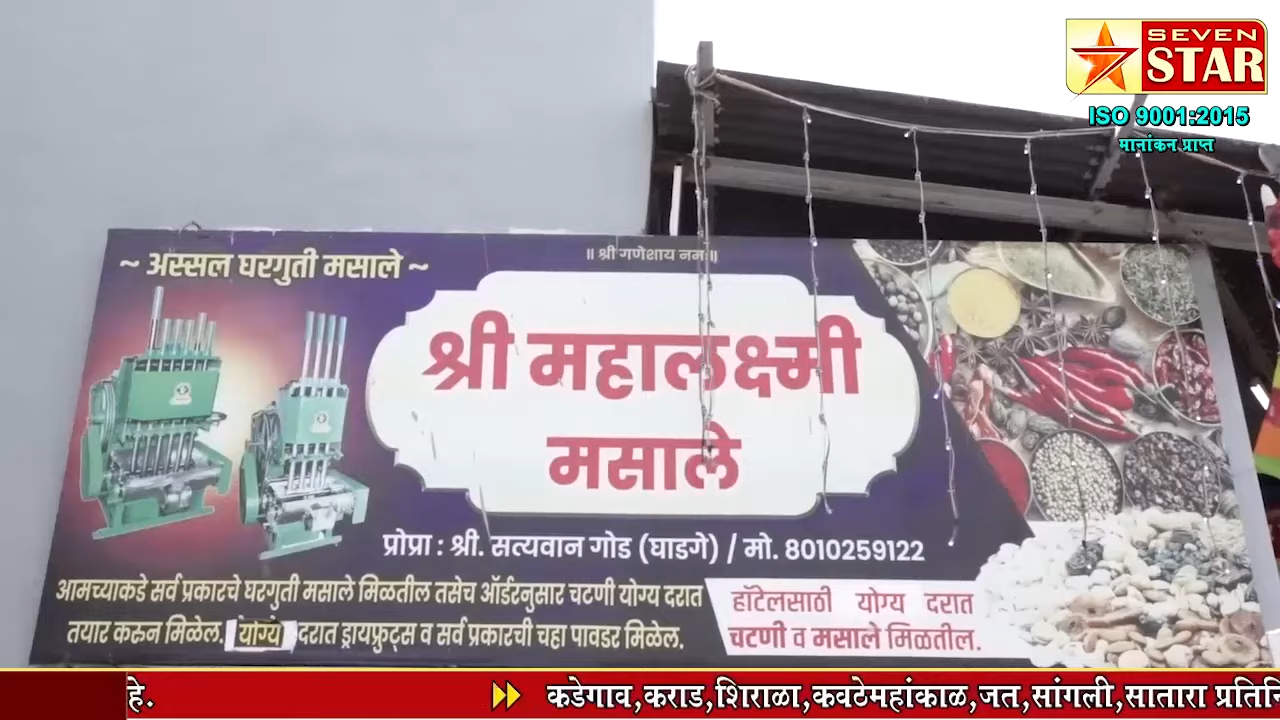 SEVEN
STAR
ISO 9001:2015
मानांकन प्राप्त
॥ श्री गणेशाय नमः ॥
~ अस्सल घरगुती मसाले ~
श्री महालक्ष्मी
मसाले
प्रोप्रा : श्री. सत्यवान गोड (घाडगे) / मो. 8010259122
आमच्याकडे सर्व प्रकारचे घरगुती मसाले मिळतील तसेच ऑर्डरनुसार चटणी योग्य दरात
तयार करुन मिळेल. योग्य दरात ड्रायफ्रुट्स व सर्व प्रकारची चहा पावडर मिळेल.
हॉटेलसाठी योग्य दरात
चटणी व मसाले मिळतील.
हे. कडेगाव,कराड,शिराळा,कवठेमहांकाळ,जत,सांगली,सातारा